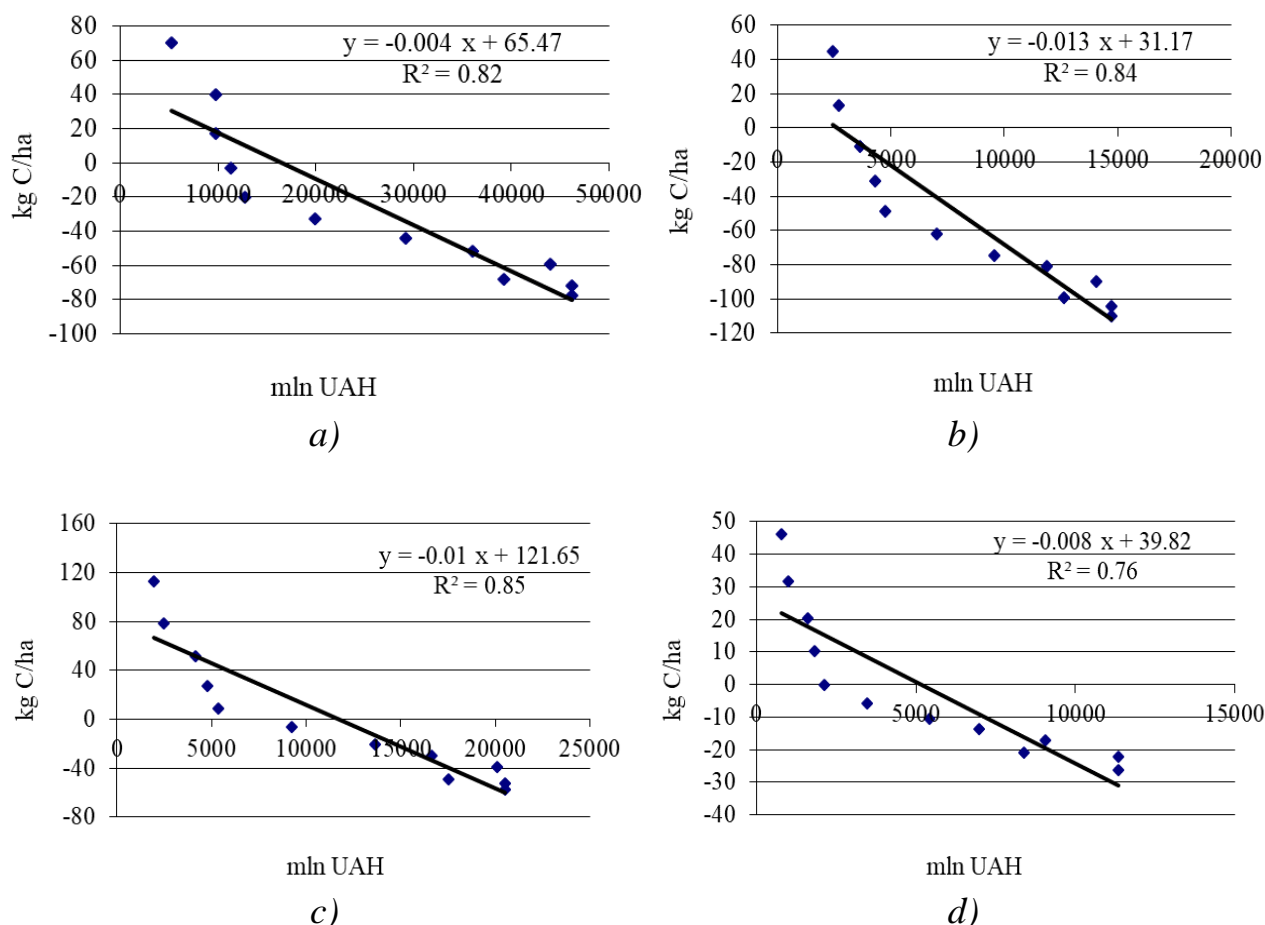 y = -0.004 x + 65.47
R² = 0.82
80
60
40
20
0
-20
-40
-60
-80
-100
0
10000
20000
30000
40000
50000
kg C/ha
mln UAH
a)
y = -0.013 x + 31.17
R² = 0.84
60
40
20
0
-20
-40
-60
-80
-100
-120
0
5000
10000
15000
20000
kg C/ha
mln UAH
b)
y = -0.01 x + 121.65
R² = 0.85
160
120
80
40
0
-40
-80
0
5000
10000
15000
20000
25000
kg C/ha
mln UAH
c)
y = -0.008 x + 39.82
R² = 0.76
50
40
30
20
10
0
-10
-20
-30
-40
0
5000
10000
15000
kg C/ha
mln UAH
d)